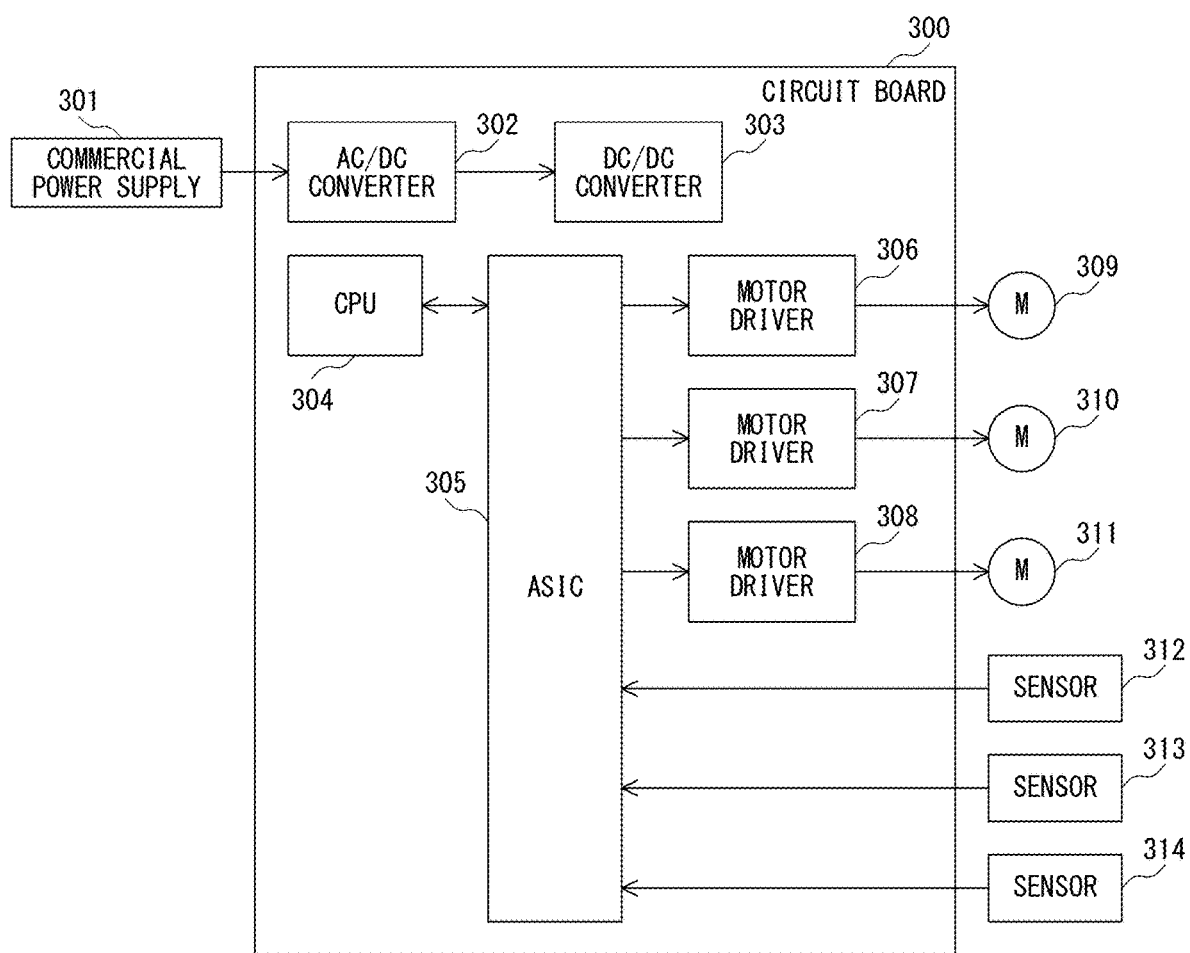 300
CIRCUIT BOARD
301
COMMERCIAL
POWER SUPPLY
302
AC/DC
CONVERTER
303
DC/DC
CONVERTER
304
CPU
305
ASIC
306
MOTOR
DRIVER
309
M
307
MOTOR
DRIVER
310
M
308
MOTOR
DRIVER
311
M
312
SENSOR
313
SENSOR
314
SENSOR